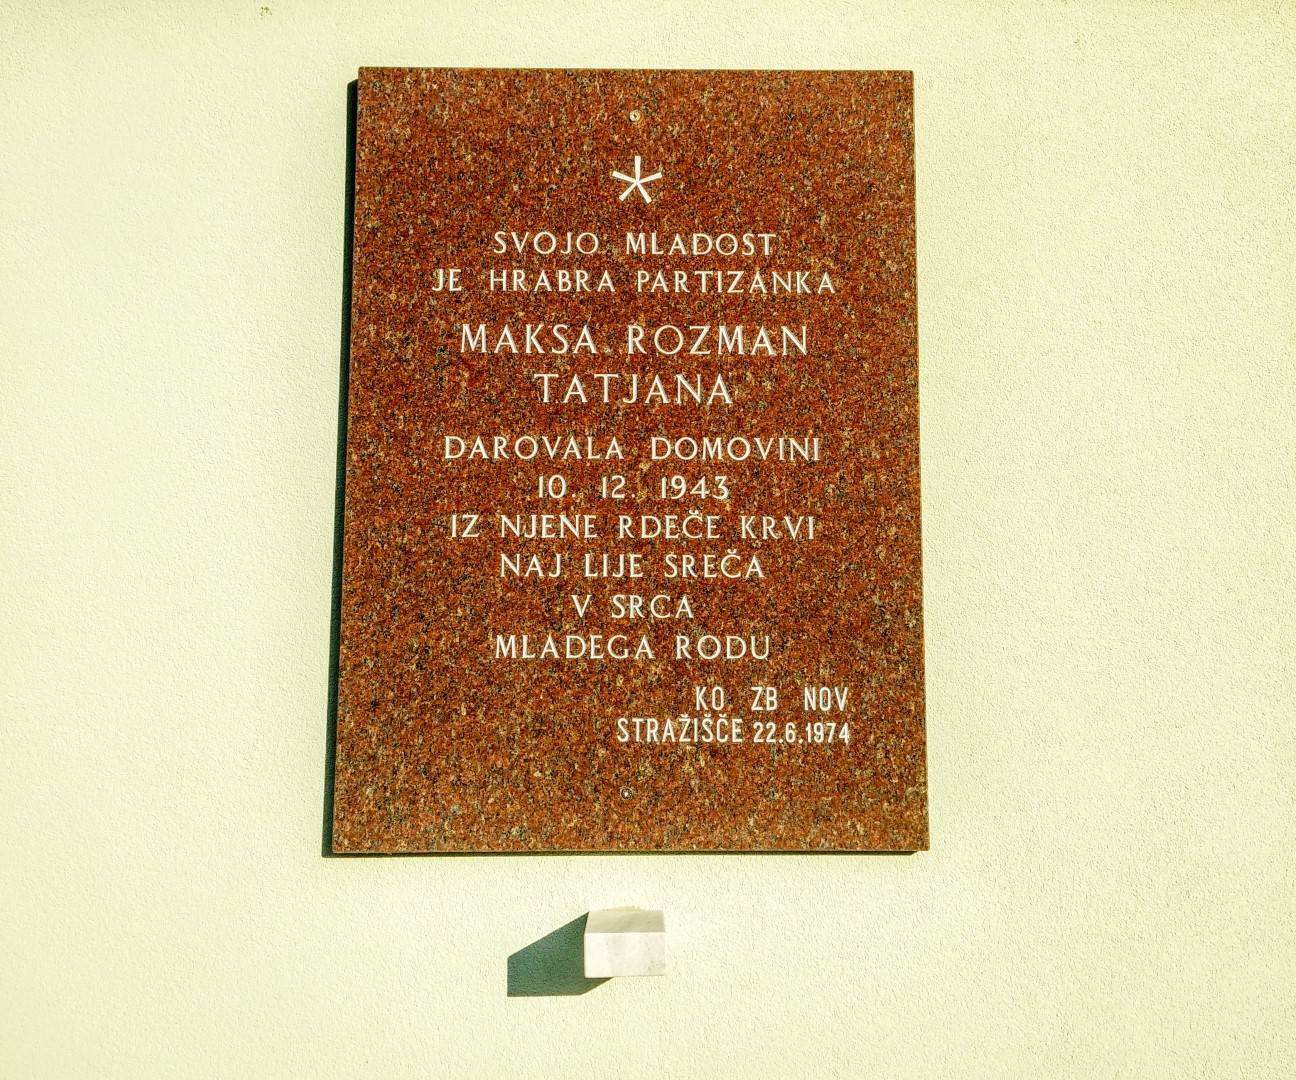 SVOJO MLADOST
JE HRABRA PARTIZANKA
MAKSA ROZMAN
TATJANA
DAROVALA DOMOVINI
10. 12. 1943
IZ NJENE RDEČE KRVI
NAJ LIJE SREČA
V SRCA
MLADEGA RODU
KO ZB NOV
STRAŽIŠČE 22.6.1974